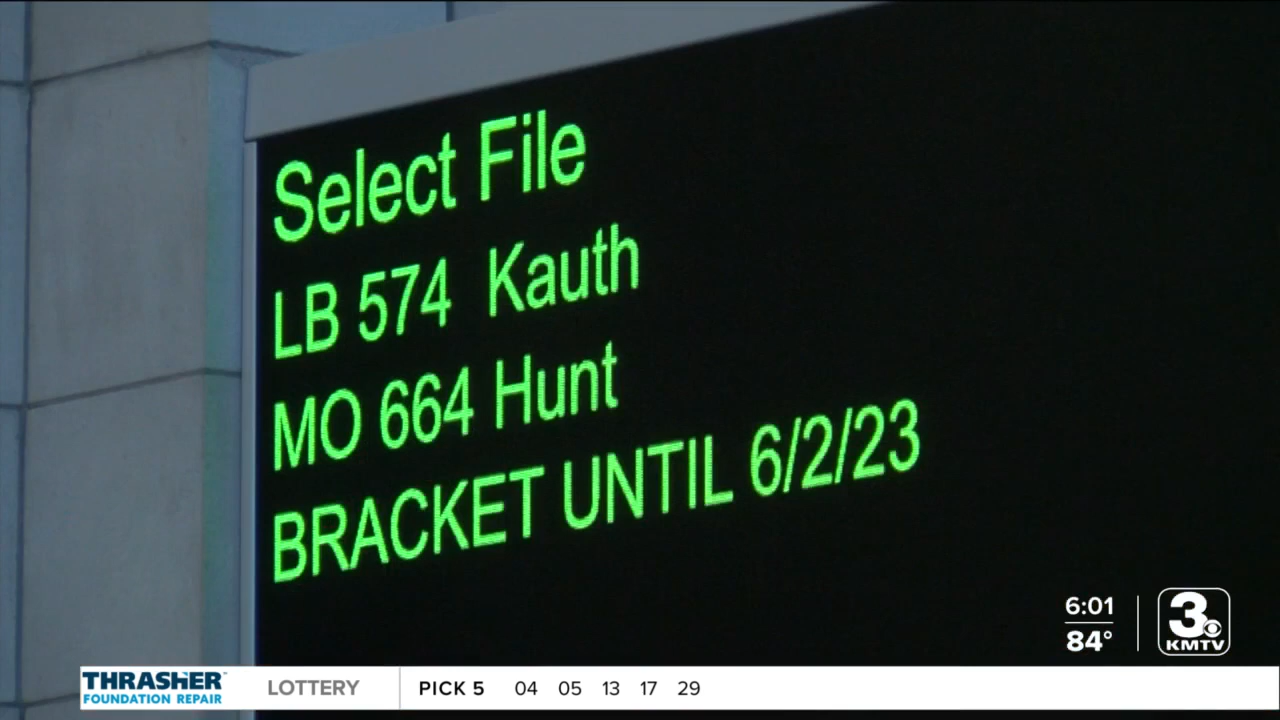 Select File
LB 574 Kauth
MO 664 Hunt
BRACKET UNTIL 6/2/23
6:01
84°
3
KMTV
THRASHER
FOUNDATION REPAIR
LOTTERY
PICK 5 04 05 13 17 29